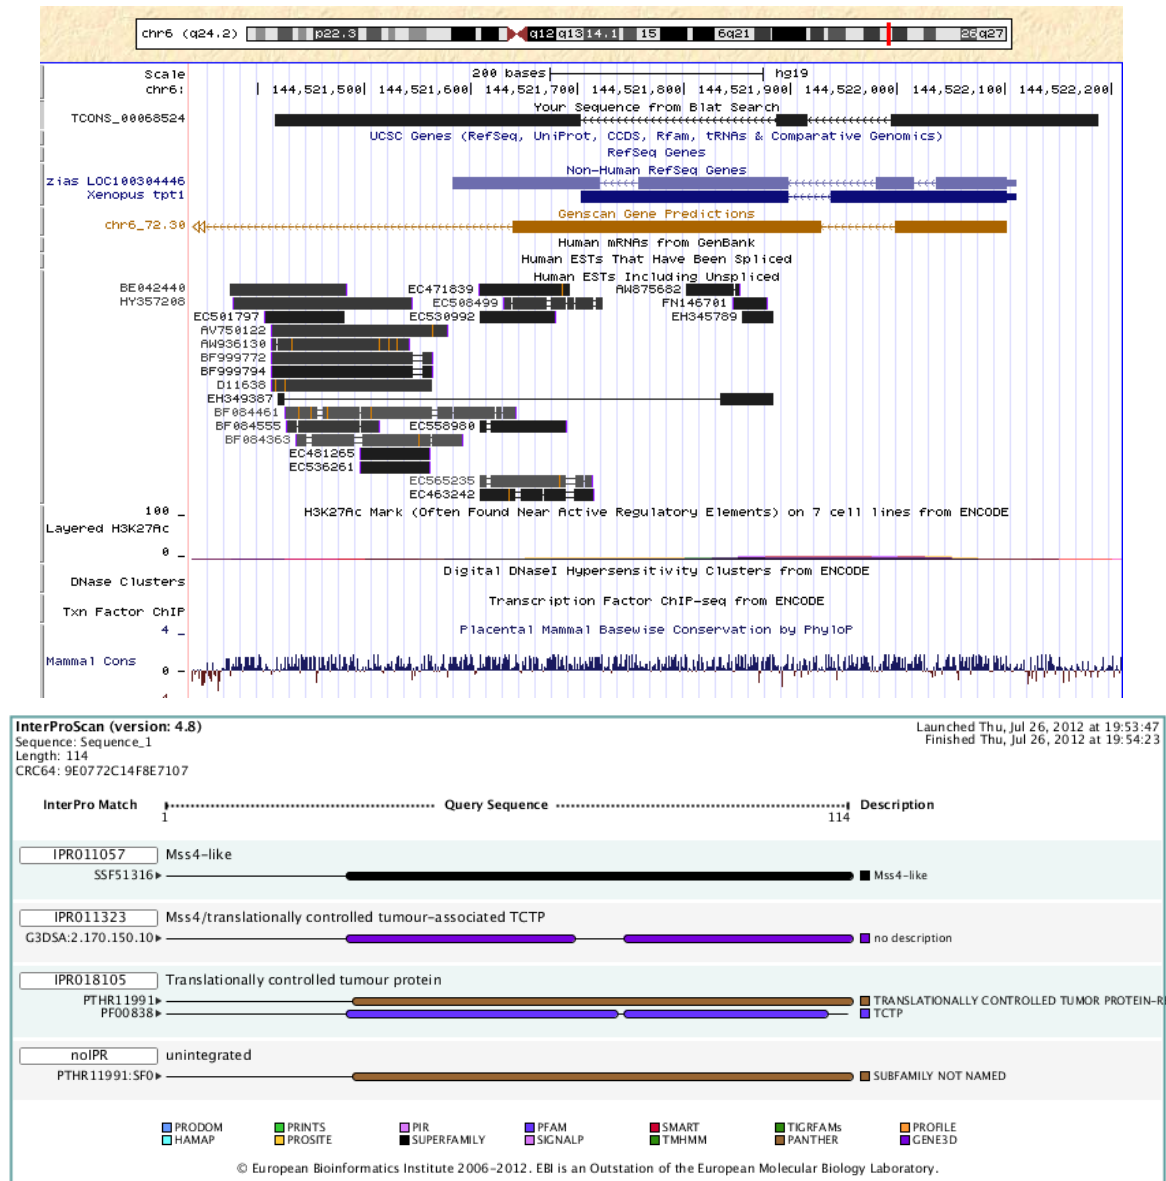 chr6 (q24.2) p22.3 q12 q13 14.1 15 6q21 26 q27
Scale 200 bases hg19
chr6: 144,521,500 144,521,600 144,521,700 144,521,800 144,521,900 144,522,000 144,522,100 144,522,200
Your Sequence from Blat Search
TCONS_00068524
UCSC Genes (RefSeq, UniProt, CCDS, Rfam, tRNAs & Comparative Genomics)
RefSeq Genes
Non-Human RefSeq Genes
zias LOC100304446
Xenopus tpt1
Genscan Gene Predictions
chr6_72.30
Human mRNAs from GenBank
Human ESTs That Have Been Spliced
Human ESTs Including Unspliced
BE042440 EC471839 AW875682
HY357208 EC508499 FN146701
EC501797 EC530992 EH345789
AV750122
AW936130
BF999772
BF999794
D11638
EH349387
BF084461
BF084555 EC558980
BF084363
EC481265
EC536261
EC565235
EC463242
100 H3K27Ac Mark (Often Found Near Active Regulatory Elements) on 7 cell lines from ENCODE
Layered H3K27Ac
0
Digital DNaseI Hypersensitivity Clusters from ENCODE
DNase Clusters
Transcription Factor ChIP-seq from ENCODE
Txn Factor ChIP
4 Placental Mammal Basewise Conservation by PhyloP
Mammal Cons
0
InterProScan (version: 4.8) Launched Thu, Jul 26, 2012 at 19:53:47
Sequence: Sequence_1 Finished Thu, Jul 26, 2012 at 19:54:23
Length: 114
CRC64: 9E0772C14F8E7107
InterPro Match Query Sequence Description
1 114
IPR011057 Mss4-like
SSF51316 Mss4-like
IPR011323 Mss4/translationally controlled tumour-associated TCTP
G3DSA:2.170.150.10 no description
IPR018105 Translationally controlled tumour protein
PTHR11991 TRANSLATIONALLY CONTROLLED TUMOR PROTEIN-R
PF00838 TCTP
noIPR unintegrated
PTHR11991:SF0 SUBFAMILY NOT NAMED
PRODOM PRINTS PIR PFAM SMART TIGRFAMs PROFILE
HAMAP PROSITE SUPERFAMILY SIGNALP TMHMM PANTHER GENE3D
© European Bioinformatics Institute 2006-2012. EBI is an Outstation of the European Molecular Biology Laboratory.